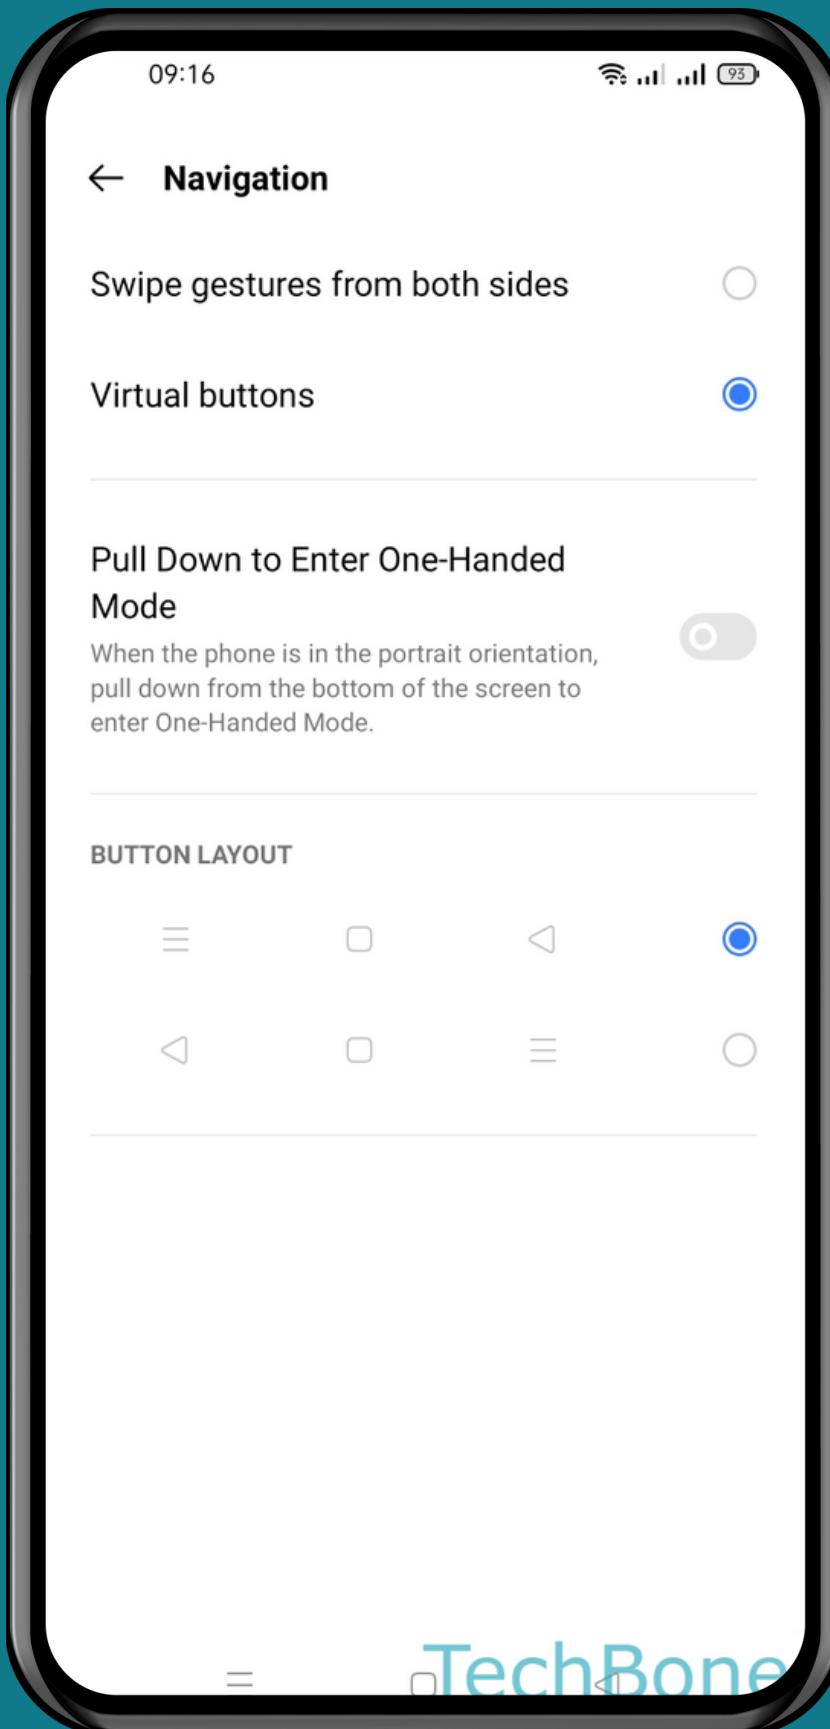 09:16
93
Navigation
Swipe gestures from both sides
Virtual buttons
Pull Down to Enter One-Handed
Mode
When the phone is in the portrait orientation,
pull down from the bottom of the screen to
enter One-Handed Mode.
BUTTON LAYOUT
TechBone